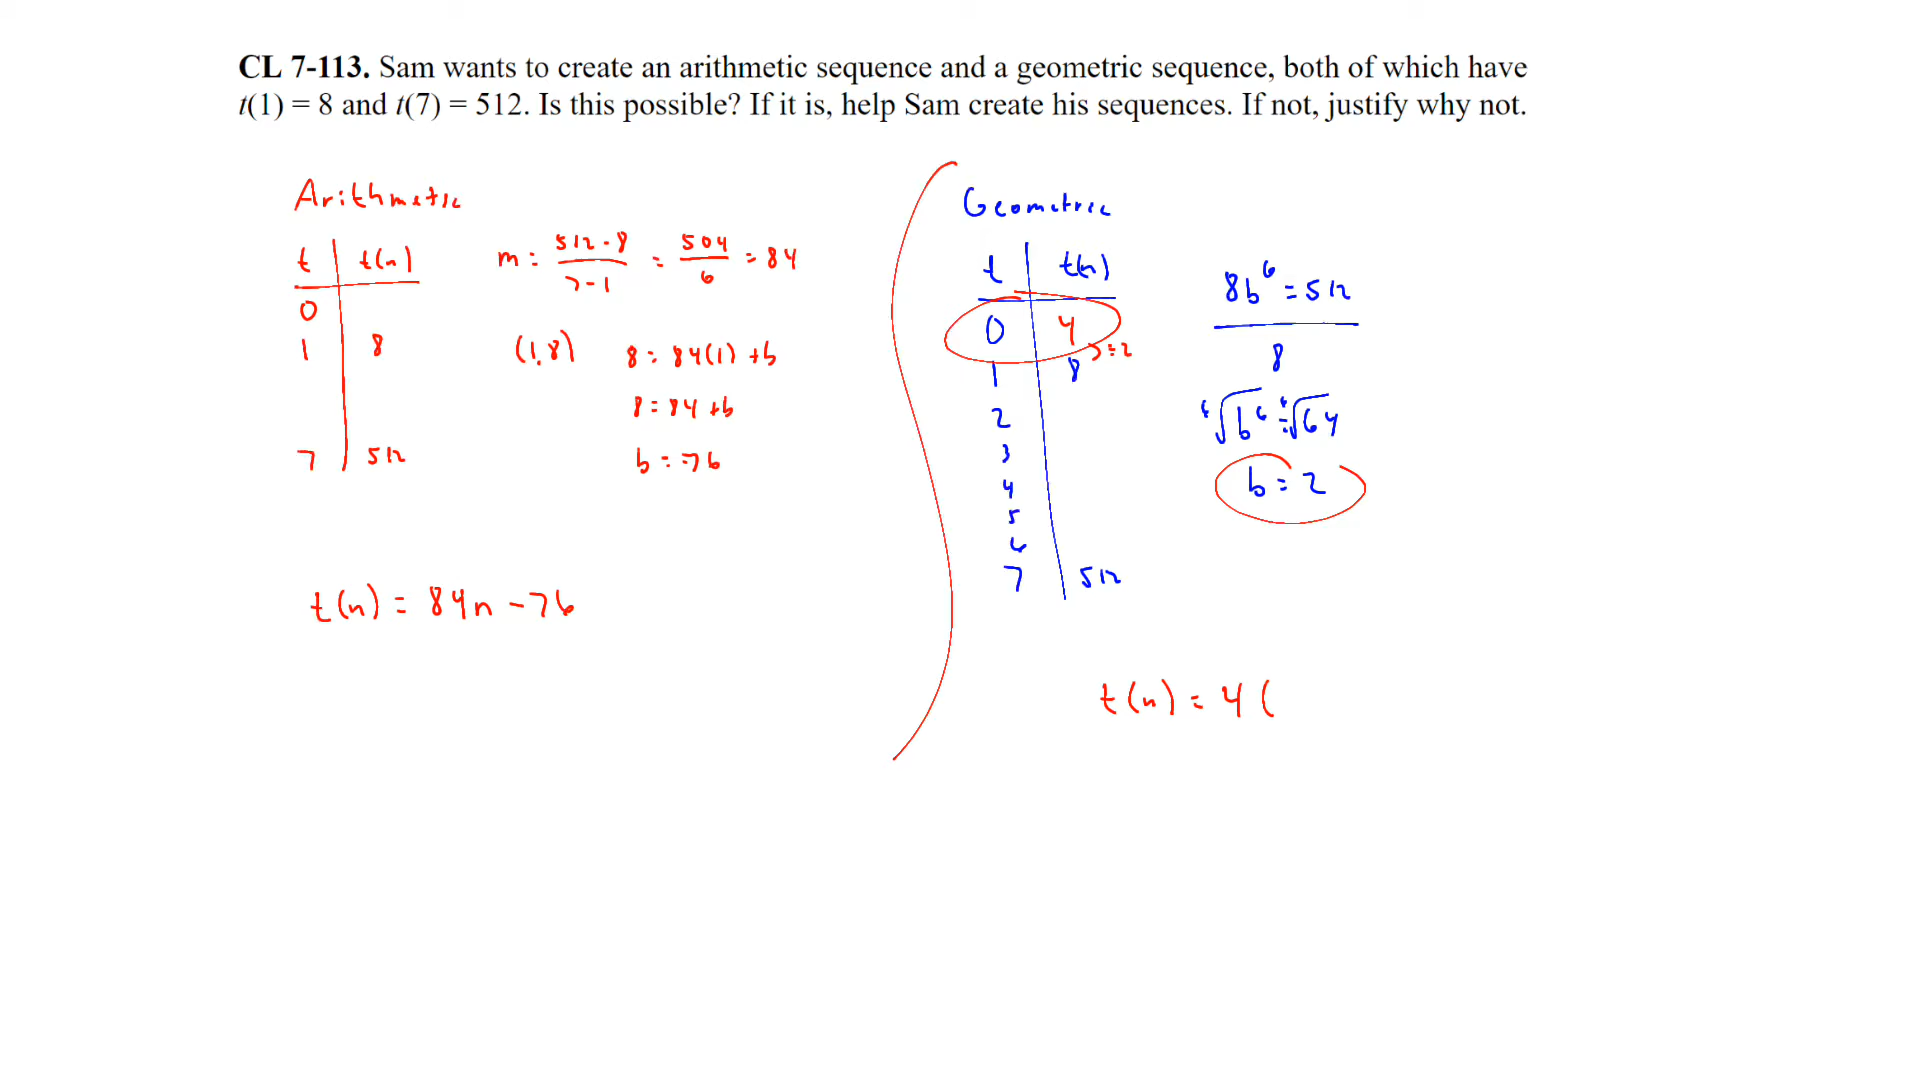 CL 7-113. Sam wants to create an arithmetic sequence and a geometric sequence, both of which have
t(1) = 8 and t(7) = 512. Is this possible? If it is, help Sam create his sequences. If not, justify why not.
Arithmetic
t t(n)
0
1 8
7 512
m = 512-8 / 7-1 = 504 / 6 = 84
(1,8) 8 = 84(1) + b
8 = 84 + b
b = -76
t(n) = 84n - 76
Geometric
t t(n)
0 4
÷2
1 8
2
3
4
5
6
7 512
8b⁶ = 512
8
⁶√b⁶ = ⁶√64
b = 2
t(n) = 4(